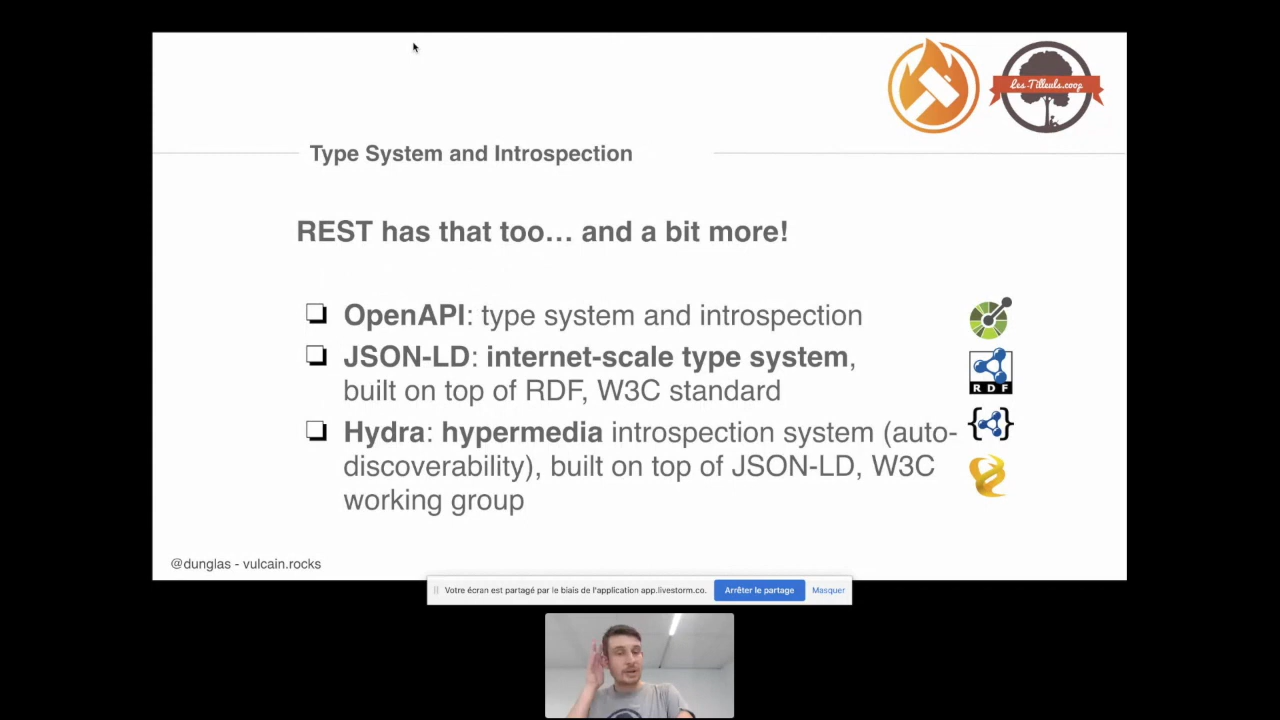 Les-Tilleuls.coop
Type System and Introspection
REST has that too… and a bit more!
❏ OpenAPI: type system and introspection
❏ JSON-LD: internet-scale type system,
built on top of RDF, W3C standard
❏ Hydra: hypermedia introspection system (auto-
discoverability), built on top of JSON-LD, W3C
working group
RDF
@dunglas - vulcain.rocks
Votre écran est partagé par le biais de l'application app.livestorm.co. Arrêter le partage Masquer